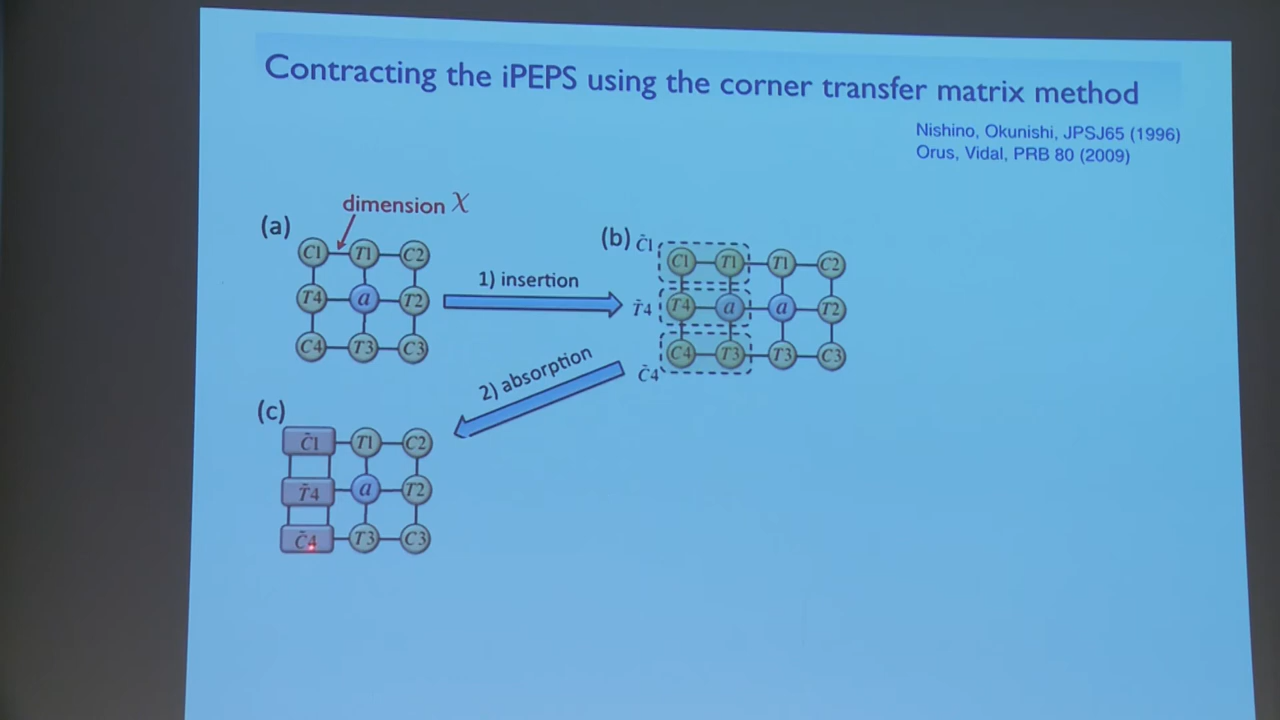 Contracting the iPEPS using the corner transfer matrix method
Nishino, Okunishi, JPSJ65 (1996)
Orus, Vidal, PRB 80 (2009)
dimension χ
(a)
C1 T1 C2
T4 a T2
C4 T3 C3
1) insertion
(b)
C̃1
C1 T1 T1 C2
T̃4 T4 a a T2
C4 T3 T3 C3
C̃4
2) absorption
(c)
C̃1 T1 C2
T̃4 a T2
C̃4 T3 C3